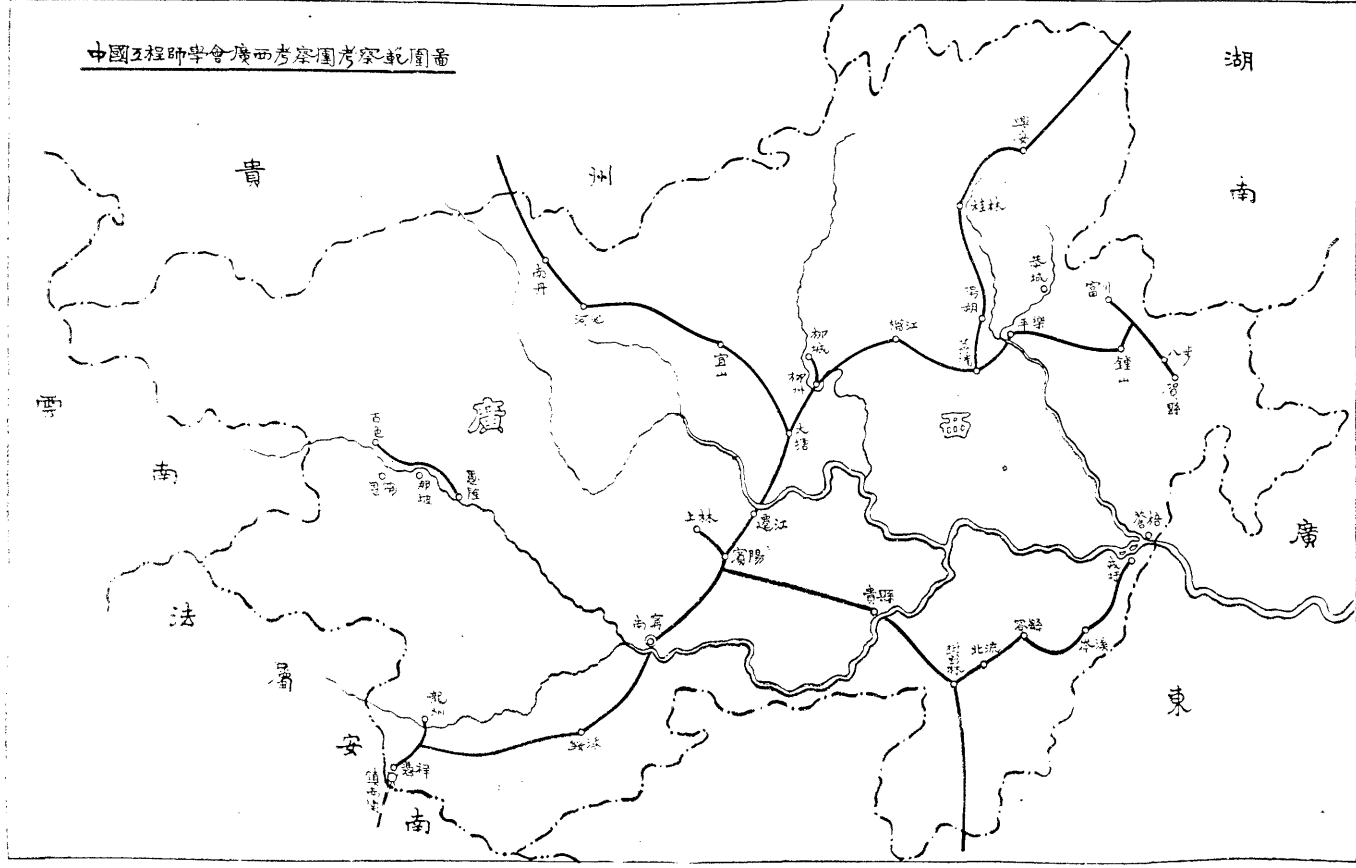 中國工程師學會廣西考察團考察範圍圖
湖
南
貴
州
興安
桂林
恭城
富川
南丹
陽朔
河池
平樂
修江
柳城
宜山
荔浦
鍾山
八步
賀縣
柳州
雲
南
廣
西
大塘
百色
恩隆
上林
遷江
賓陽
蒼梧
廣
東
法
屬
安
南
貴縣
南寧
容縣
岑溪
北流
鬱林
龍州
綏淥
憑祥
鎮南關